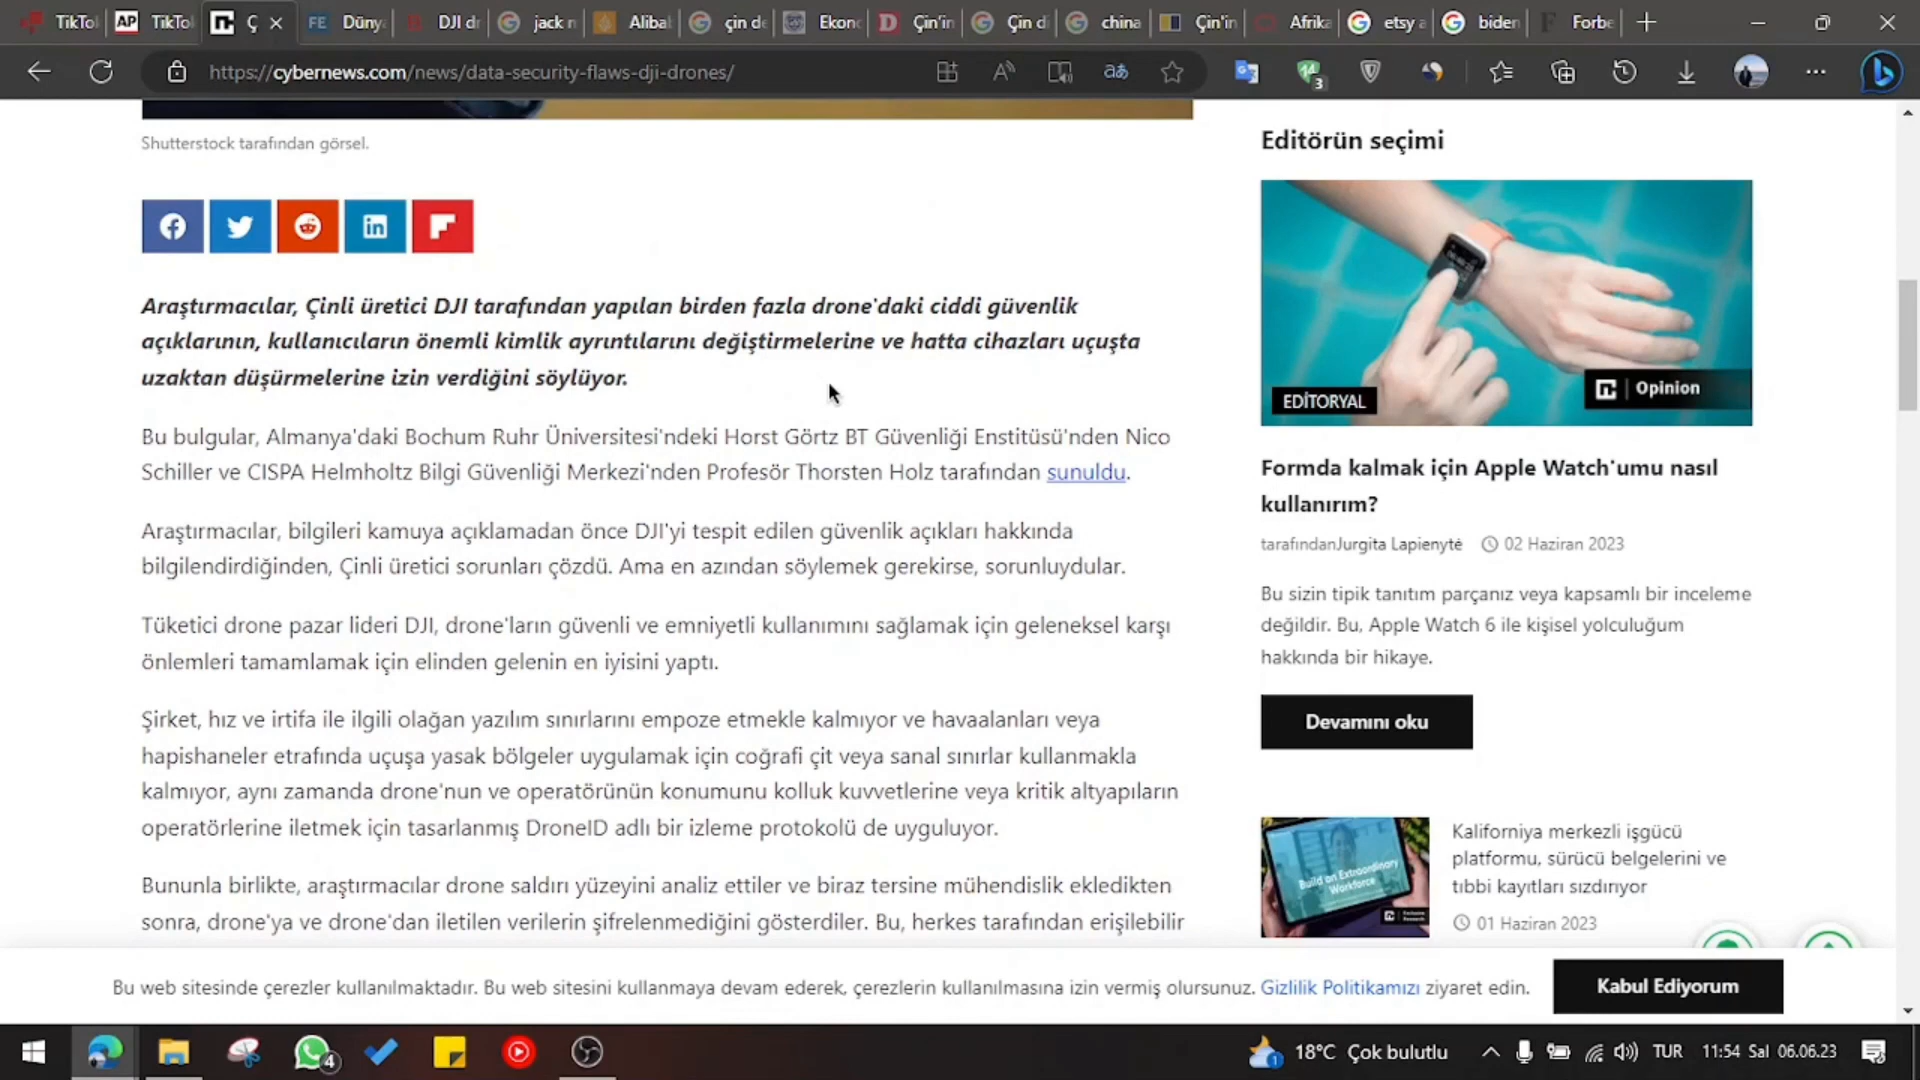 TikTo
AP TikTo
Ç
FE Düny
DJI dr
jack m
Alibal
çin de
Ekon
D Çin'in
Çin d
china
Çin'in
Afrika
etsy a
biden
F Forbe
https://cybernews.com/news/data-security-flaws-dji-drones/
3
Shutterstock tarafından görsel.
Araştırmacılar, Çinli üretici DJI tarafından yapılan birden fazla drone'daki ciddi güvenlik
açıklarının, kullanıcıların önemli kimlik ayrıntılarını değiştirmelerine ve hatta cihazları uçuşta
uzaktan düşürmelerine izin verdiğini söylüyor.
Bu bulgular, Almanya'daki Bochum Ruhr Üniversitesi'ndeki Horst Görtz BT Güvenliği Enstitüsü'nden Nico
Schiller ve CISPA Helmholtz Bilgi Güvenliği Merkezi'nden Profesör Thorsten Holz tarafından sunuldu.
Araştırmacılar, bilgileri kamuya açıklamadan önce DJI'yi tespit edilen güvenlik açıkları hakkında
bilgilendirdiğinden, Çinli üretici sorunları çözdü. Ama en azından söylemek gerekirse, sorunluydular.
Tüketici drone pazar lideri DJI, drone'ların güvenli ve emniyetli kullanımını sağlamak için geleneksel karşı
önlemleri tamamlamak için elinden gelenin en iyisini yaptı.
Şirket, hız ve irtifa ile ilgili olağan yazılım sınırlarını empoze etmekle kalmıyor ve havaalanları veya
hapishaneler etrafında uçuşa yasak bölgeler uygulamak için coğrafi çit veya sanal sınırlar kullanmakla
kalmıyor, aynı zamanda drone'nun ve operatörünün konumunu kolluk kuvvetlerine veya kritik altyapıların
operatörlerine iletmek için tasarlanmış DroneID adlı bir izleme protokolü de uyguluyor.
Bununla birlikte, araştırmacılar drone saldırı yüzeyini analiz ettiler ve biraz tersine mühendislik ekledikten
sonra, drone'ya ve drone'dan iletilen verilerin şifrelenmediğini gösterdiler. Bu, herkes tarafından erişilebilir
Editörün seçimi
EDİTORYAL
Opinion
Formda kalmak için Apple Watch'umu nasıl
kullanırım?
tarafındanJurgita Lapienytė
02 Haziran 2023
Bu sizin tipik tanıtım parçanız veya kapsamlı bir inceleme
değildir. Bu, Apple Watch 6 ile kişisel yolculuğum
hakkında bir hikaye.
Devamını oku
Build an Extraordinary
Workforce
Kaliforniya merkezli işgücü
platformu, sürücü belgelerini ve
tıbbi kayıtları sızdırıyor
01 Haziran 2023
Bu web sitesinde çerezler kullanılmaktadır. Bu web sitesini kullanmaya devam ederek, çerezlerin kullanılmasına izin vermiş olursunuz. Gizlilik Politikamızı ziyaret edin.
Kabul Ediyorum
4
18°C Çok bulutlu
TUR
11:54 Sal 06.06.23